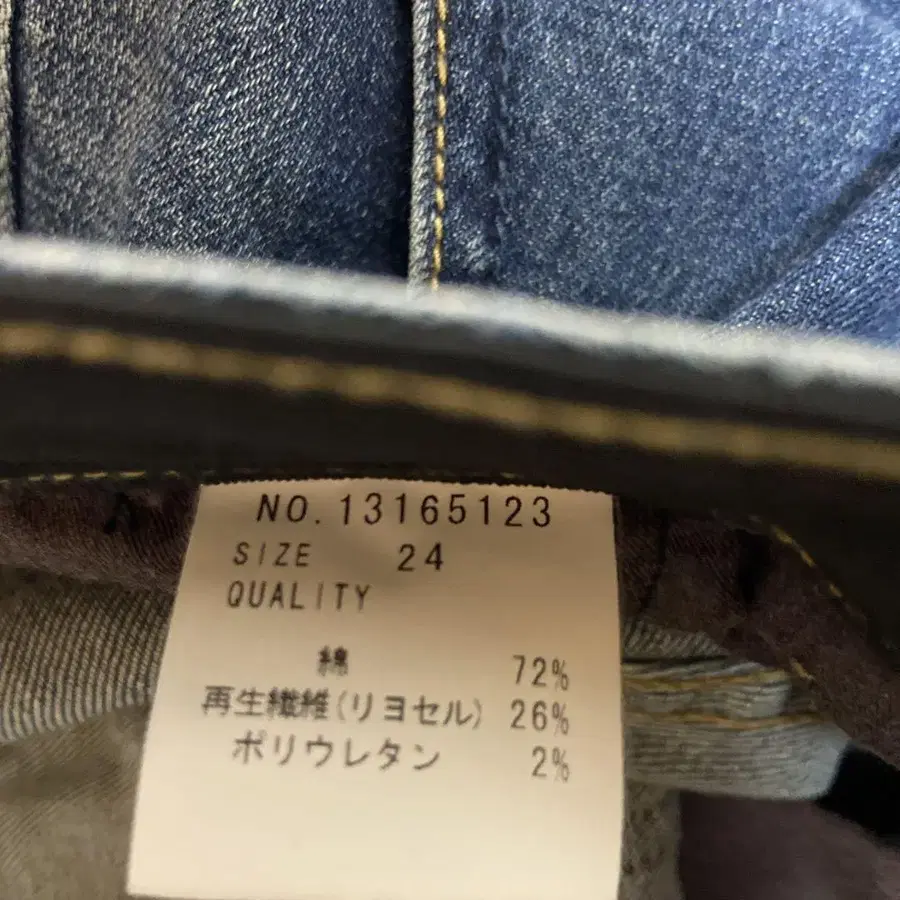 NO.13165123
SIZE 24
QUALITY
綿 72%
再生繊維(リヨセル) 26%
ポリウレタン 2%